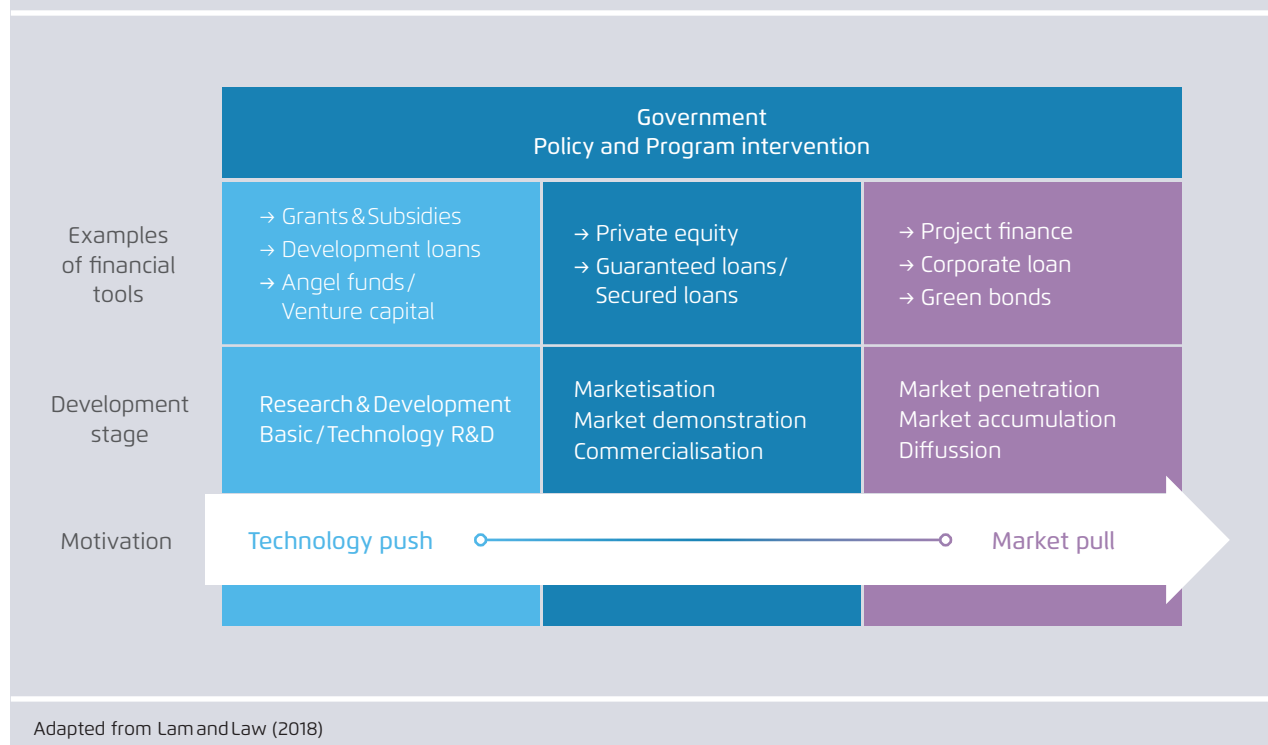 Government
Policy and Program intervention
Examples
of financial
tools
→ Grants & Subsidies
→ Development loans
→ Angel funds /
Venture capital
→ Private equity
→ Guaranteed loans /
Secured loans
→ Project finance
→ Corporate loan
→ Green bonds
Development
stage
Research & Development
Basic / Technology R&D
Marketisation
Market demonstration
Commercialisation
Market penetration
Market accumulation
Diffussion
Motivation
Technology push
Market pull
Adapted from Lam and Law (2018)